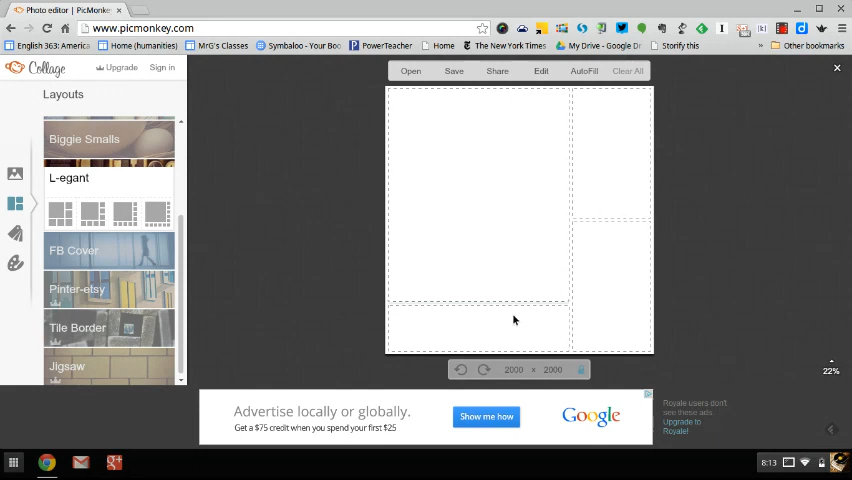 Photo editor | PicMonkey
www.picmonkey.com
English 363: America
Home (humanities)
MrG's Classes
Symbaloo - Your Boo
PowerTeacher
Home
The New York Times
My Drive - Google Dr
Storify this
»
Other bookmarks
Collage
Upgrade
Sign in
Open
Save
Share
Edit
AutoFill
Clear All
Layouts
Biggie Smalls
L-egant
FB Cover
Pinter-etsy
Tile Border
Jigsaw
2000 x 2000
22%
Advertise locally or globally.
Get a $75 credit when you spend your first $25
Show me how
Google
Royale users don't
see these ads.
Upgrade to
Royale!
8:13